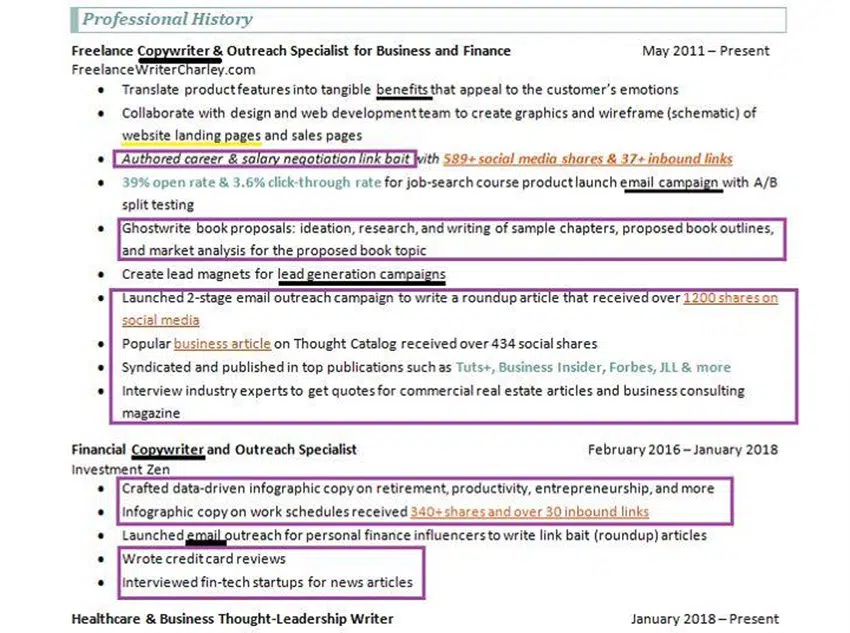 Professional History
Freelance Copywriter & Outreach Specialist for Business and Finance May 2011 – Present
FreelanceWriterCharley.com
• Translate product features into tangible benefits that appeal to the customer's emotions
• Collaborate with design and web development team to create graphics and wireframe (schematic) of
website landing pages and sales pages
• Authored career & salary negotiation link bait with 589+ social media shares & 37+ inbound links
• 39% open rate & 3.6% click-through rate for job-search course product launch email campaign with A/B
split testing
• Ghostwrite book proposals: ideation, research, and writing of sample chapters, proposed book outlines,
and market analysis for the proposed book topic
• Create lead magnets for lead generation campaigns
• Launched 2-stage email outreach campaign to write a roundup article that received over 1200 shares on
social media
• Popular business article on Thought Catalog received over 434 social shares
• Syndicated and published in top publications such as Tuts+, Business Insider, Forbes, JLL & more
• Interview industry experts to get quotes for commercial real estate articles and business consulting
magazine
Financial Copywriter and Outreach Specialist February 2016 – January 2018
Investment Zen
• Crafted data-driven infographic copy on retirement, productivity, entrepreneurship, and more
• Infographic copy on work schedules received 340+ shares and over 30 inbound links
• Launched email outreach for personal finance influencers to write link bait (roundup) articles
• Wrote credit card reviews
• Interviewed fin-tech startups for news articles
Healthcare & Business Thought-Leadership Writer January 2018 – Present